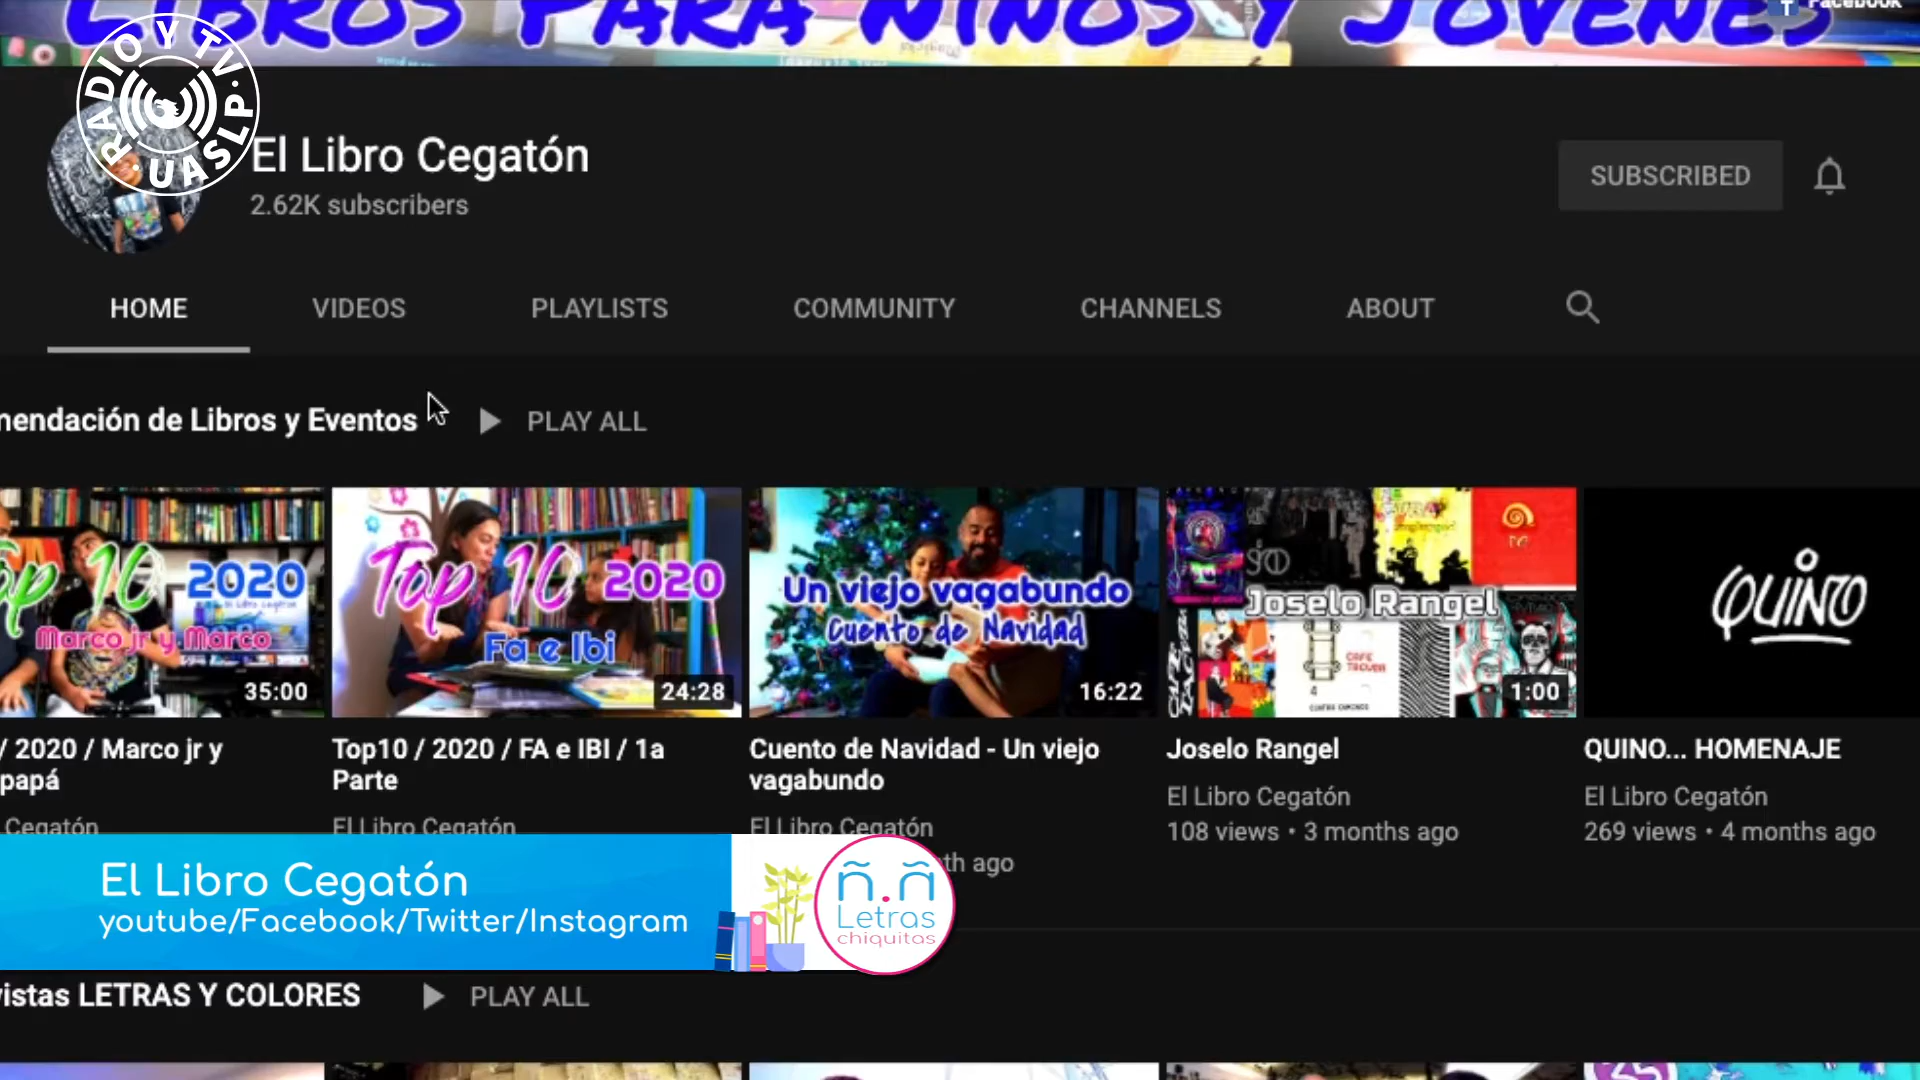 LIBROS PARA NIÑOS Y JÓVENES
Facebook
RADIO Y TV UASLP
El Libro Cegatón
2.62K subscribers
SUBSCRIBED
HOME
VIDEOS
PLAYLISTS
COMMUNITY
CHANNELS
ABOUT
mendación de Libros y Eventos
PLAY ALL
op 10 2020
Marco jr y Marco
35:00
Top 10 2020
Fa e Ibi
24:28
Un viejo vagabundo
Cuento de Navidad
16:22
Joselo Rangel
1:00
QUINO
/ 2020 / Marco jr y
papá
Cegatón
Top10 / 2020 / FA e IBI / 1a
Parte
El Libro Cegatón
Cuento de Navidad - Un viejo
vagabundo
El Libro Cegatón
th ago
Joselo Rangel
El Libro Cegatón
108 views • 3 months ago
QUINO... HOMENAJE
El Libro Cegatón
269 views • 4 months ago
El Libro Cegatón
youtube/Facebook/Twitter/Instagram
ñ.ñ
Letras
chiquitas
vistas LETRAS Y COLORES
PLAY ALL